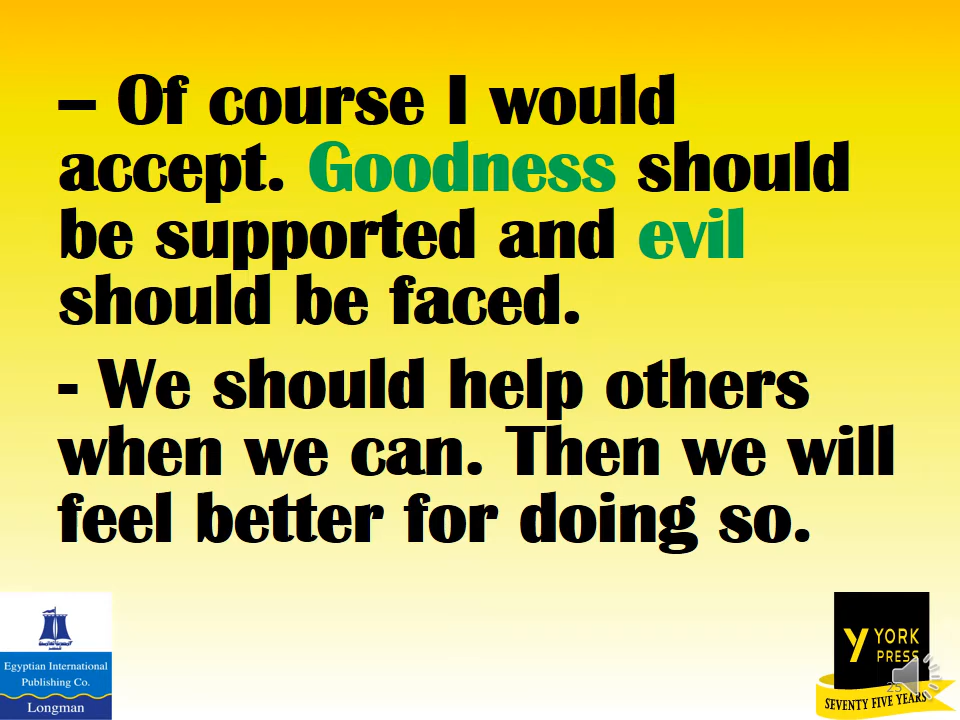 – Of course I would
accept. Goodness should
be supported and evil
should be faced.
- We should help others
when we can. Then we will
feel better for doing so.
Egyptian International
Publishing Co.
Longman
y YORK
PRESS
25
SEVENTY FIVE YEARS